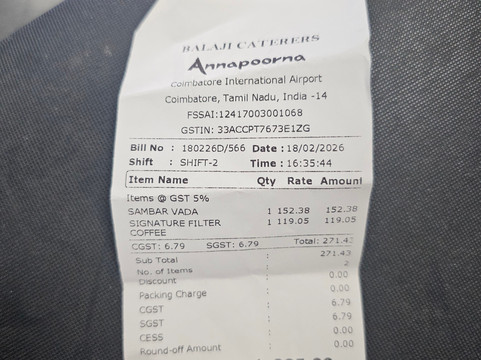 BALAJI CATERERS
Annapoorna
Coimbatore International Airport
Coimbatore, Tamil Nadu, India -14
FSSAI:12417003001068
GSTIN: 33ACCPT7673E1ZG
Bill No : 180226D/566 Date : 18/02/2026
Shift : SHIFT-2 Time : 16:35:44
Item Name Qty Rate Amount
Items @ GST 5%
SAMBAR VADA 1 152.38 152.38
SIGNATURE FILTER 1 119.05 119.05
COFFEE
CGST: 6.79 SGST: 6.79 Total: 271.43
Sub Total : 271.43
No. of Items : 2
Discount : 0.00
Packing Charge : 0.00
CGST : 6.79
SGST : 6.79
CESS : 0.00
Round-off Amount :